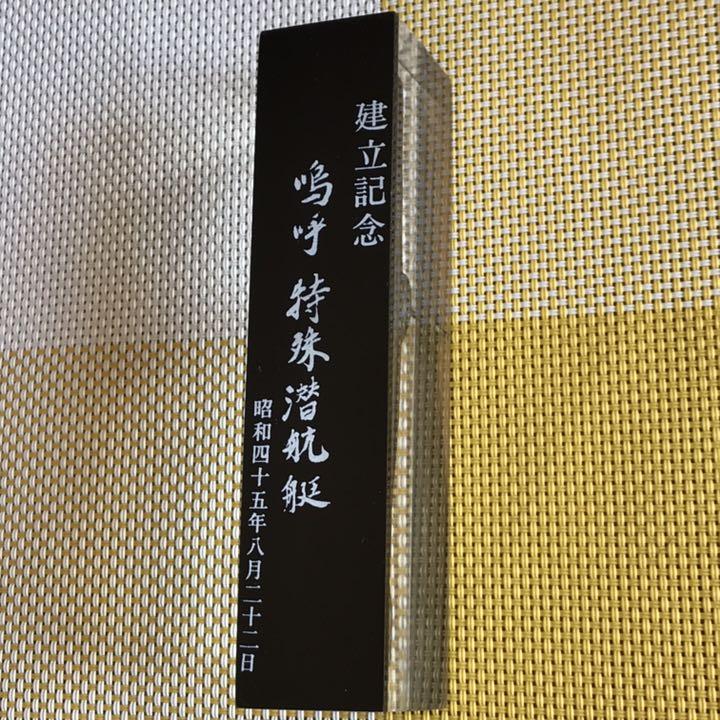 建立記念
嗚呼 特殊潜航艇
昭和四十五年八月二十二日